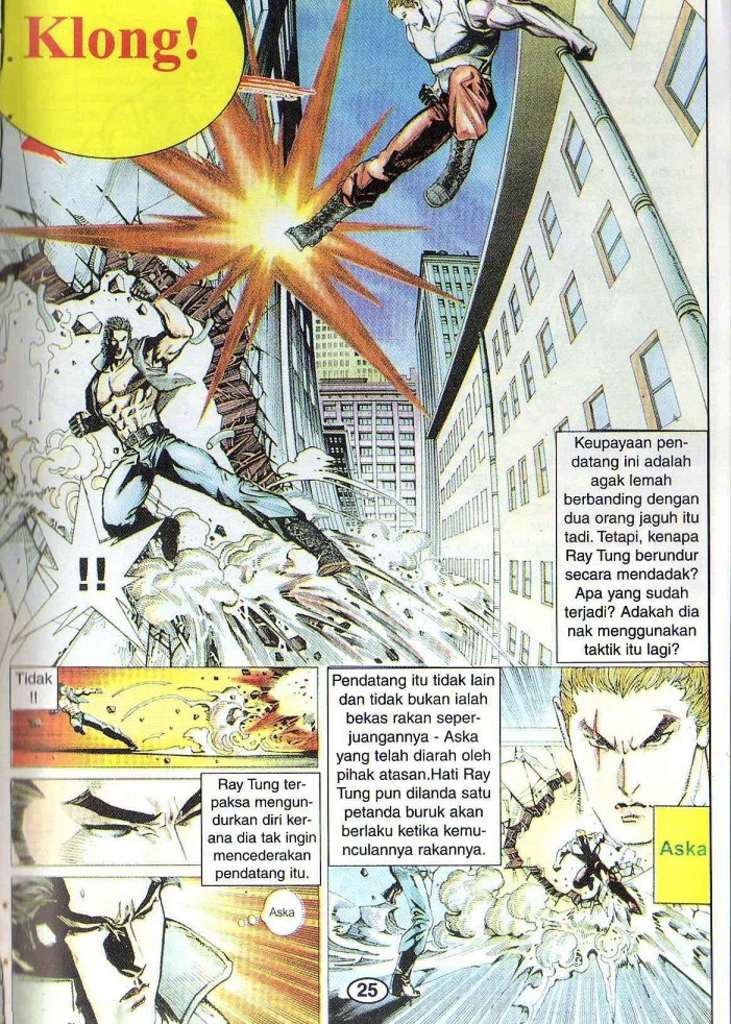 Klong!
Keupayaan pen-
datang ini adalah
agak lemah
berbanding dengan
dua orang jaguh itu
tadi. Tetapi, kenapa
Ray Tung berundur
secara mendadak?
Apa yang sudah
terjadi? Adakah dia
nak menggunakan
taktik itu lagi?
!!
Tidak
!!
Ray Tung ter-
paksa mengun-
durkan diri ker-
ana dia tak ingin
mencederakan
pendatang itu.
Aska
Pendatang itu tidak lain
dan tidak bukan ialah
bekas rakan seper-
juangannya - Aska
yang telah diarah oleh
pihak atasan.Hati Ray
Tung pun dilanda satu
petanda buruk akan
berlaku ketika kemu-
nculannya rakannya.
Aska
25